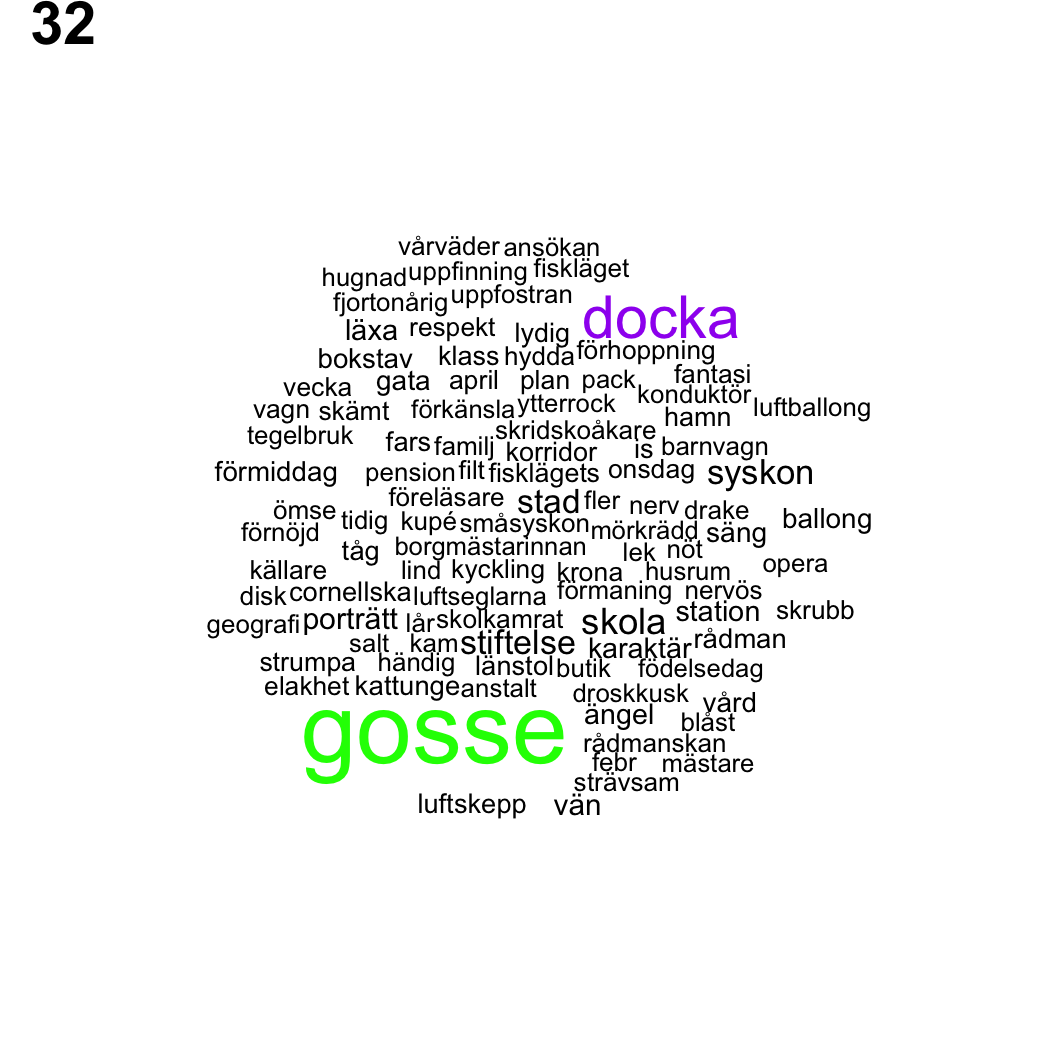 32
vårväder ansökan
hugnad uppfinning fiskläget
fjortonårig uppfostran
docka
läxa respekt lydig
bokstav klass hydda förhoppning
vecka gata april plan pack fantasi
vagn skämt förkänsla ytterrock konduktör luftballong
hamn
tegelbruk fars familj skridskoåkare
korridor is barnvagn
förmiddag pension filt fisklägets onsdag syskon
föreläsare stad fler nerv drake
ömse tidig kupé småsyskon mörkrädd säng ballong
förnöjd
tåg borgmästarinnan lek nöt
källare lind kyckling krona husrum opera
disk cornellska luftseglarna förmaning nervös
geografi porträtt lår skolkamrat skola station skrubb
salt kam stiftelse karaktär rådman
strumpa händig länstol butik födelsedag
elakhet kattunge anstalt droskkusk vård
gosse ängel blåst
rådmanskan
febr mästare
strävsam
luftskepp vän